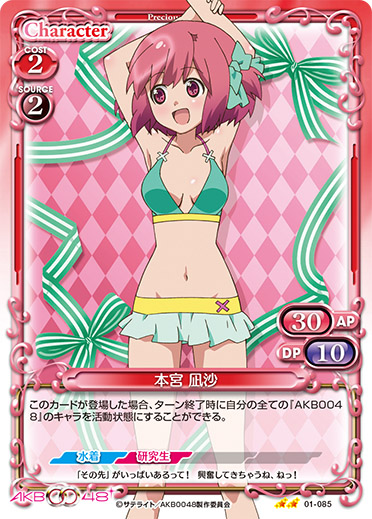 Precious
Character
COST
2
SOURCE
2
30 AP
DP 10
本宮 凪沙
このカードが登場した場合、ターン終了時に自分の全ての「AKB004
8」のキャラを活動状態にすることができる。
水着 研究生
「その先」がいっぱいあるって！ 興奮してきちゃうね、ねっ！
AKB0048
©サテライト／AKB0048製作委員会
01-085